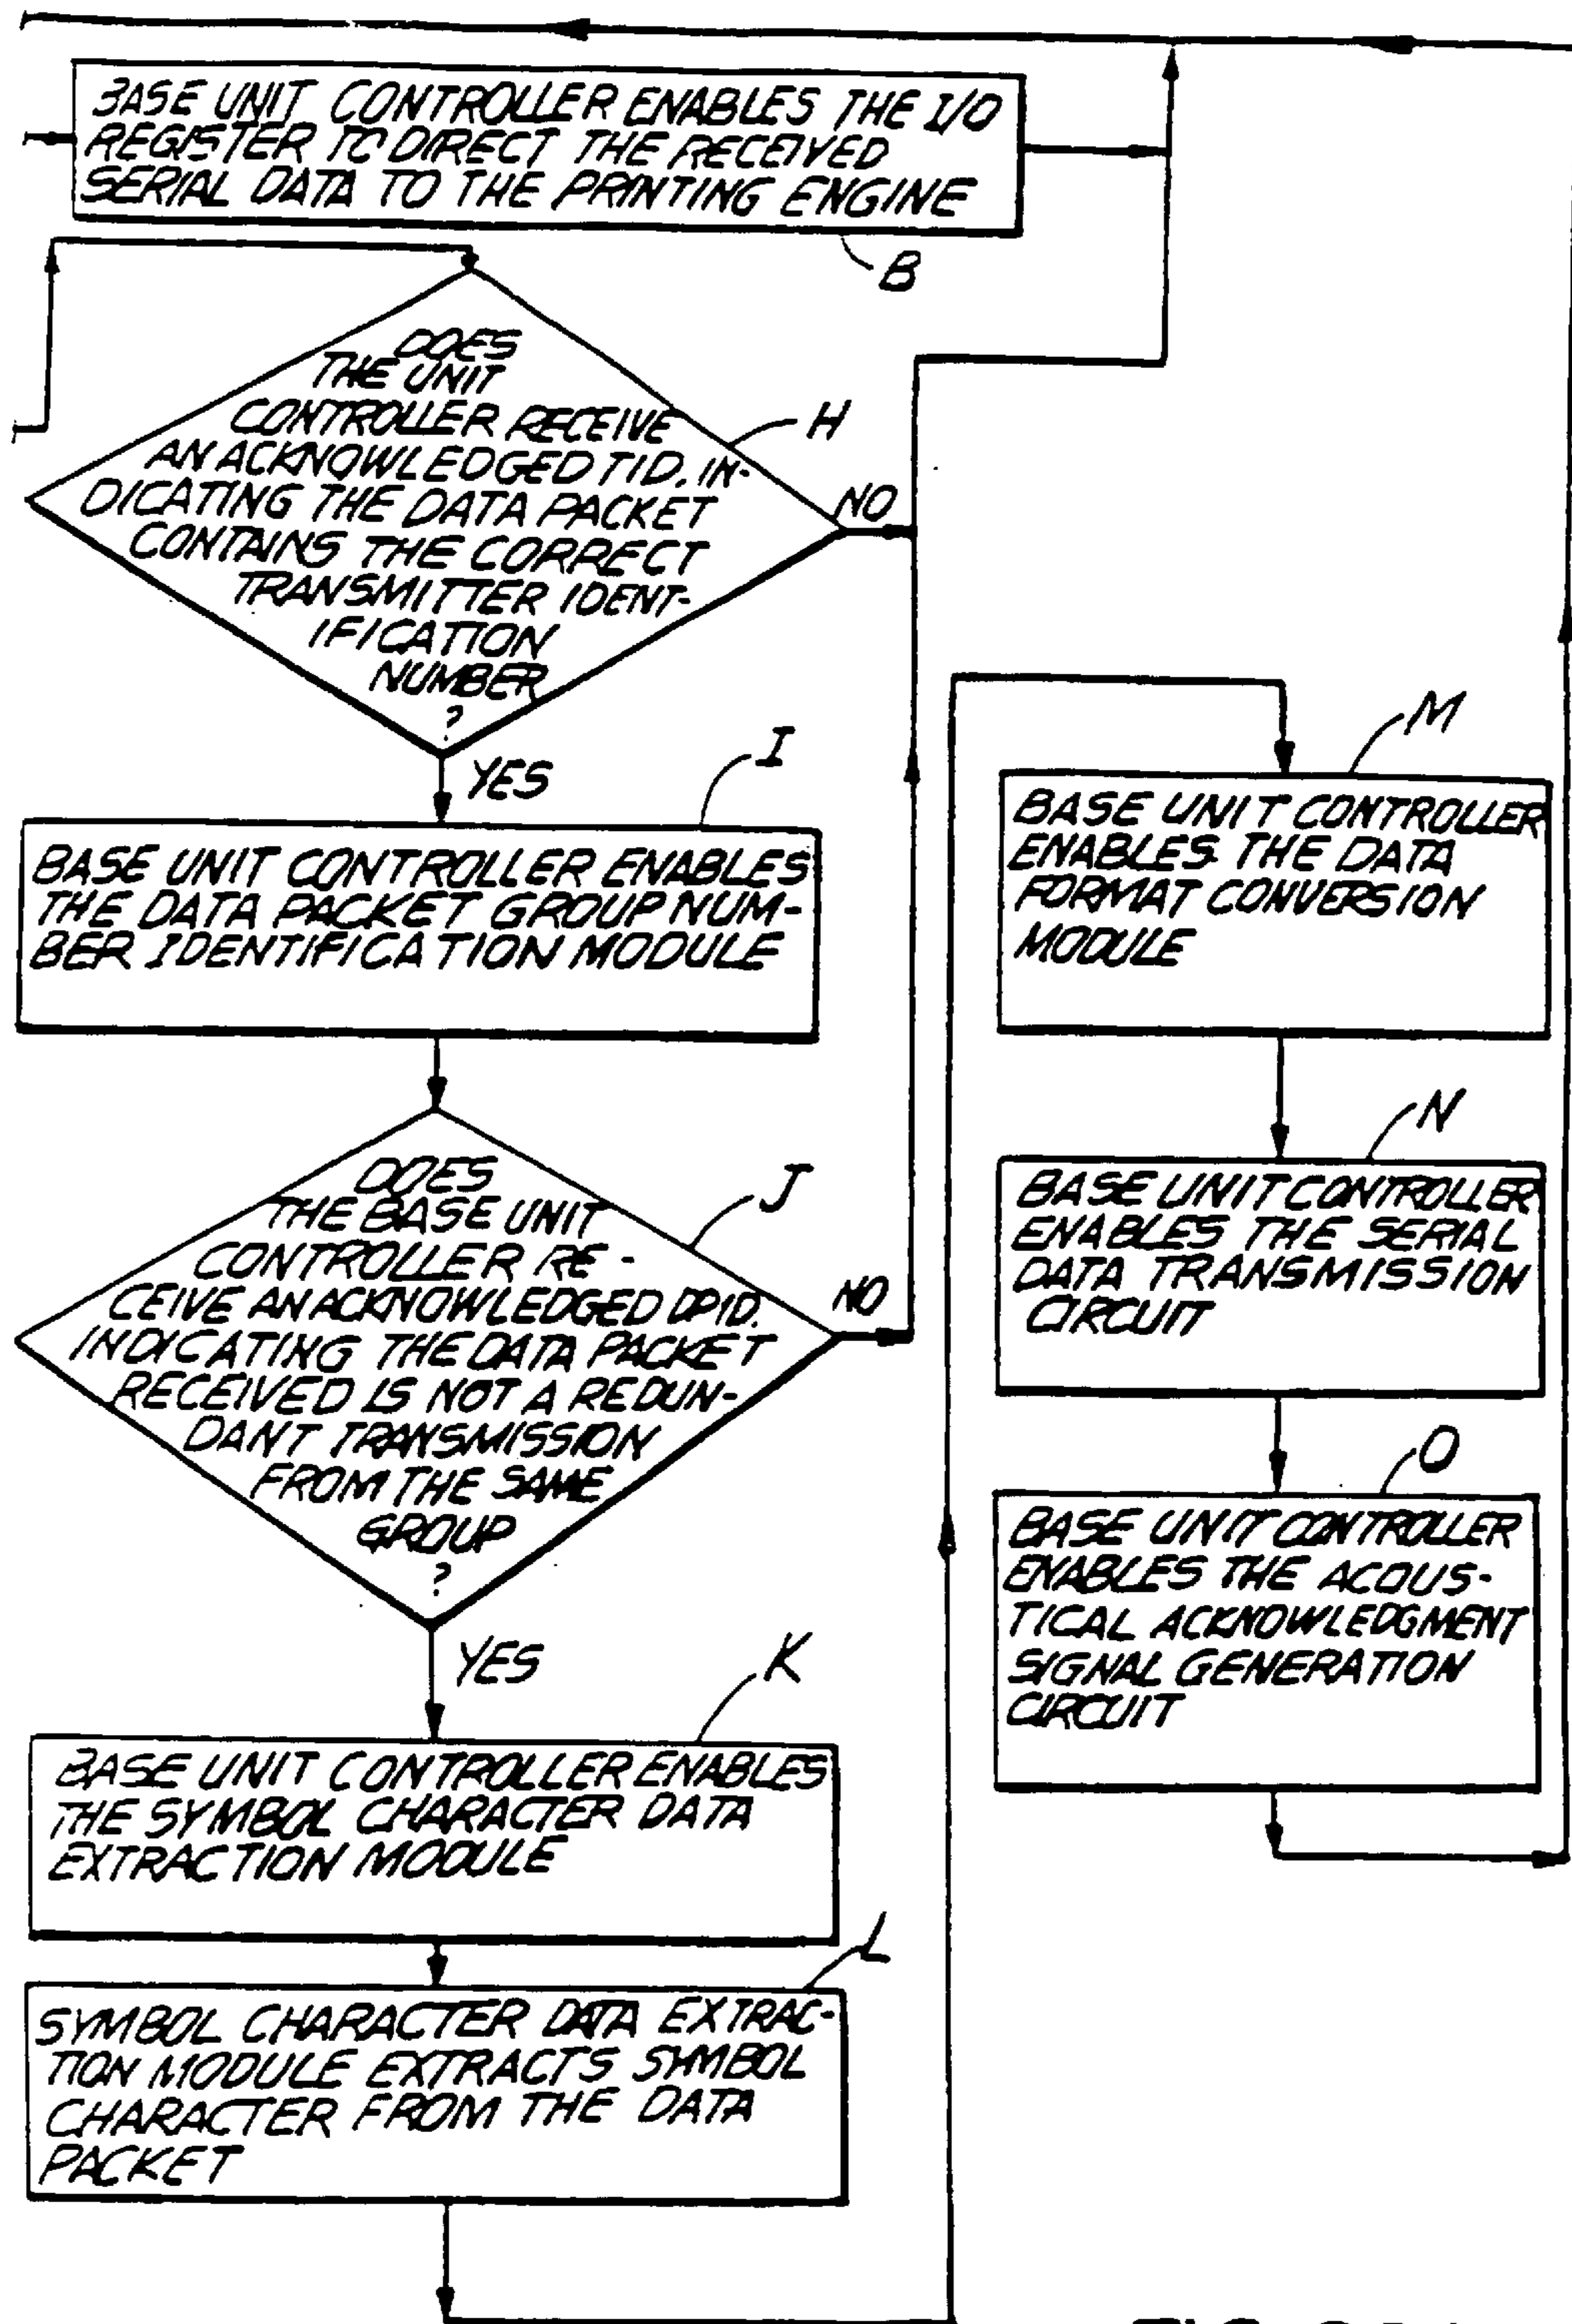 BASE UNIT CONTROLLER ENABLES THE I/O
REGISTER TO DIRECT THE RECEIVED
SERIAL DATA TO THE PRINTING ENGINE
B
DOES
THE UNIT
CONTROLLER RECEIVE
AN ACKNOWLEDGED TID. IN-
DICATING THE DATA PACKET
CONTAINS THE CORRECT
TRANSMITTER IDENT-
IFICATION
NUMBER
?
H
NO
YES
I
BASE UNIT CONTROLLER ENABLES
THE DATA PACKET GROUP NUM-
BER IDENTIFICATION MODULE
DOES
THE BASE UNIT
CONTROLLER RE-
CEIVE AN ACKNOWLEDGED DPID.
INDICATING THE DATA PACKET
RECEIVED IS NOT A REDUN-
DANT TRANSMISSION
FROM THE SAME
GROUP
?
J
NO
YES
K
BASE UNIT CONTROLLER ENABLES
THE SYMBOL CHARACTER DATA
EXTRACTION MODULE
L
SYMBOL CHARACTER DATA EXTRAC-
TION MODULE EXTRACTS SYMBOL
CHARACTER FROM THE DATA
PACKET
M
BASE UNIT CONTROLLER
ENABLES THE DATA
FORMAT CONVERSION
MODULE
N
BASE UNIT CONTROLLER
ENABLES THE SERIAL
DATA TRANSMISSION
CIRCUIT
O
BASE UNIT CONTROLLER
ENABLES THE ACOUS-
TICAL ACKNOWLEDGMENT
SIGNAL GENERATION
CIRCUIT